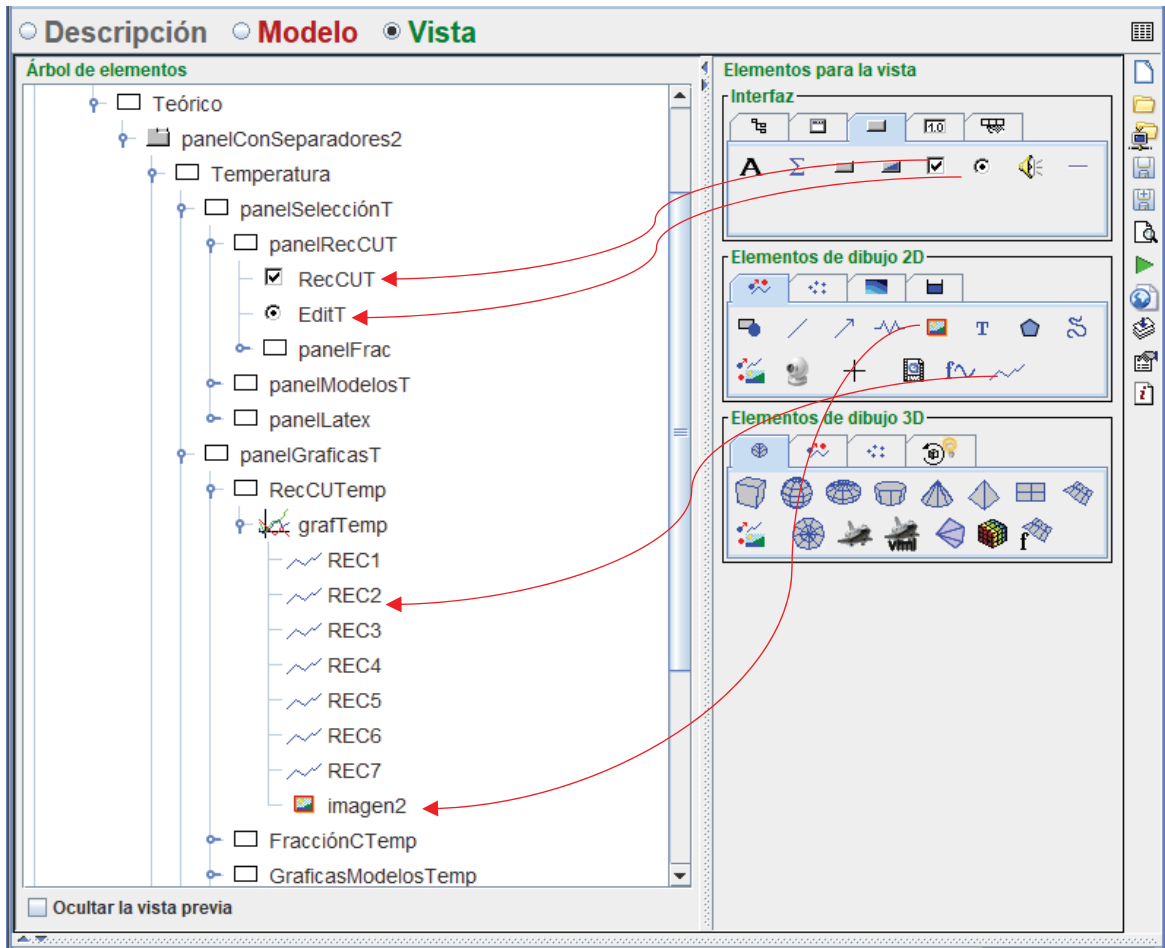 Descripción Modelo Vista
Árbol de elementos
Teórico
panelConSeparadores2
Temperatura
panelSelecciónT
panelRecCUT
RecCUT
EditT
panelFrac
panelModelosT
panelLatex
panelGraficasT
RecCUTemp
grafTemp
REC1
REC2
REC3
REC4
REC5
REC6
REC7
imagen2
FracciónCTemp
GraficasModelosTemp
Ocultar la vista previa
Elementos para la vista
Interfaz
1.0
A Σ
Elementos de dibujo 2D
T
f
Elementos de dibujo 3D
vrml f
i